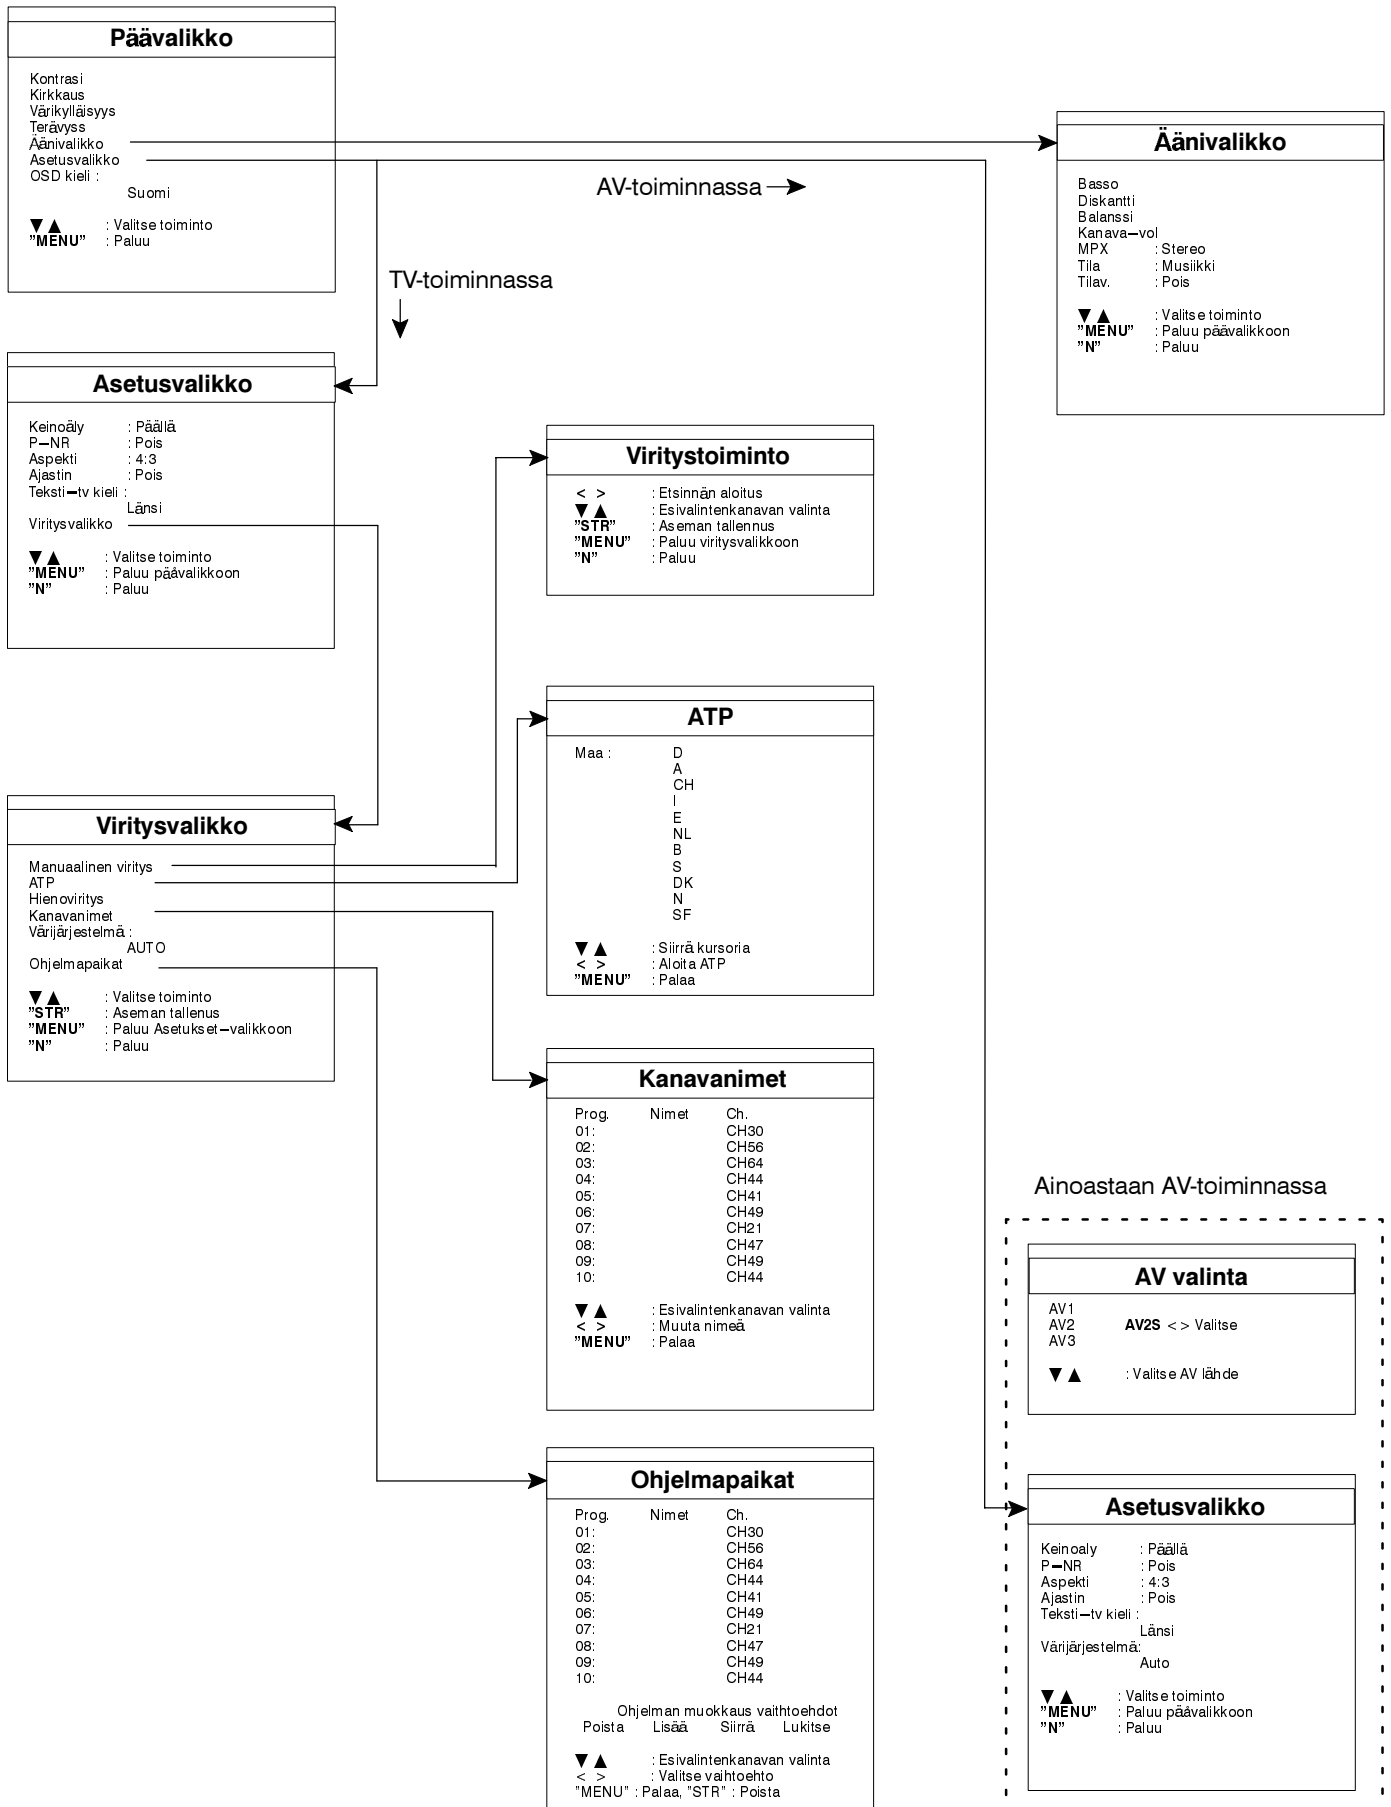 Päävalikko
Kontrasi
Kirkkaus
Värikylläisyys
Terävyss
Äänivalikko
Asetusvalikko
OSD kieli :
Suomi
▼ ▲ : Valitse toiminto
"MENU" : Paluu
AV-toiminnassa →
TV-toiminnassa
↓
Äänivalikko
Basso
Diskantti
Balanssi
Kanava–vol
MPX : Stereo
Tila : Musiikki
Tilav. : Pois
▼ ▲ : Valitse toiminto
"MENU" : Paluu päävalikkoon
"N" : Paluu
Asetusvalikko
Keinoäly : Päällä
P–NR : Pois
Aspekti : 4:3
Ajastin : Pois
Teksti–tv kieli :
Länsi
Viritysvalikko
▼ ▲ : Valitse toiminto
"MENU" : Paluu päåvalikkoon
"N" : Paluu
Viritystoiminto
< > : Etsinnän aloitus
▼ ▲ : Esivalintenkanavan valinta
"STR" : Aseman tallennus
"MENU" : Paluu viritysvalikkoon
"N" : Paluu
ATP
Maa : D
A
CH
I
E
NL
B
S
DK
N
SF
▼ ▲ : Siirrä kursoria
< > : Aloita ATP
"MENU" : Palaa
Viritysvalikko
Manuaalinen viritys
ATP
Hienoviritys
Kanavanimet
Värijärjestelmä :
AUTO
Ohjelmapaikat
▼ ▲ : Valitse toiminto
"STR" : Aseman tallenus
"MENU" : Paluu Asetukset–valikkoon
"N" : Paluu
Kanavanimet
Prog. Nimet Ch.
01: CH30
02: CH56
03: CH64
04: CH44
05: CH41
06: CH49
07: CH21
08: CH47
09: CH49
10: CH44
▼ ▲ : Esivalintenkanavan valinta
< > : Muuta nimeä
"MENU" : Palaa
Ohjelmapaikat
Prog. Nimet Ch.
01: CH30
02: CH56
03: CH64
04: CH44
05: CH41
06: CH49
07: CH21
08: CH47
09: CH49
10: CH44
Ohjelman muokkaus vaihtoehdot
Poista Lisää Siirrä Lukitse
▼ ▲ : Esivalintenkanavan valinta
< > : Valitse vaihtoehto
"MENU" : Palaa, "STR" : Poista
Ainoastaan AV-toiminnassa
AV valinta
AV1
AV2 AV2S < > Valitse
AV3
▼ ▲ : Valitse AV lähde
Asetusvalikko
Keinoaly : Päällä
P–NR : Pois
Aspekti : 4:3
Ajastin : Pois
Teksti–tv kieli :
Länsi
Värijärjestelmä:
Auto
▼ ▲ : Valitse toiminto
"MENU" : Paluu päåvalikkoon
"N" : Paluu